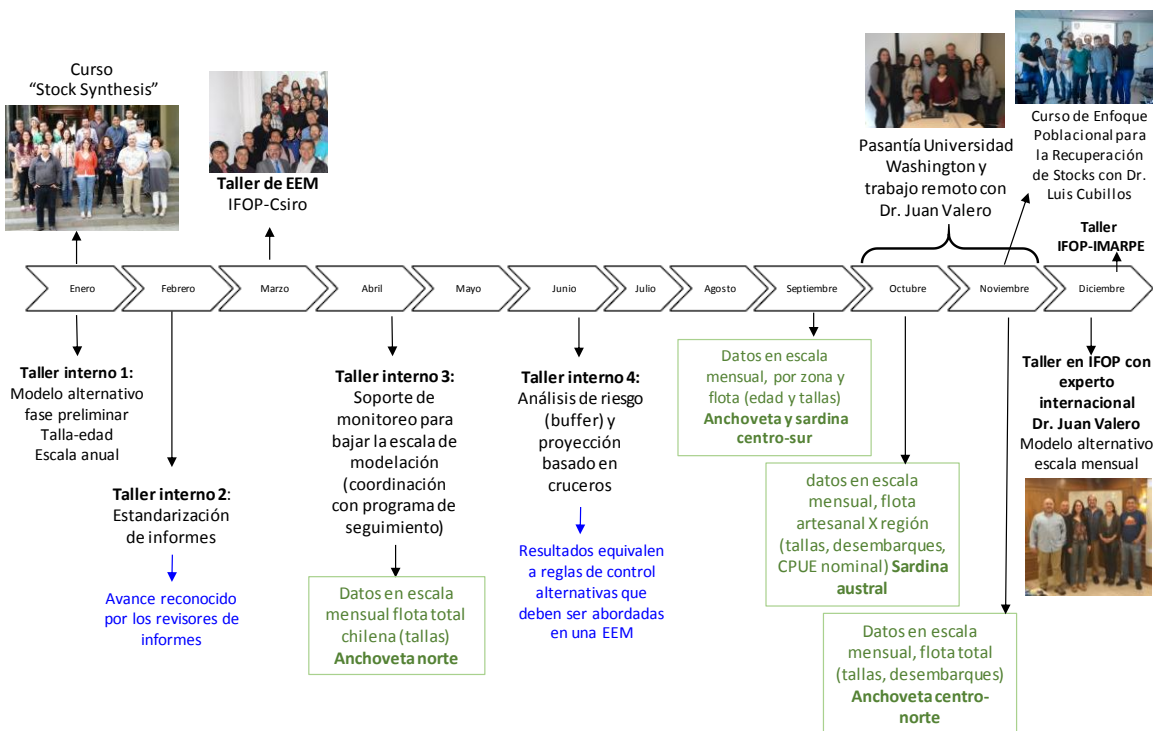 Curso
“Stock Synthesis”
Taller de EEM
IFOP-Csiro
Pasantía Universidad
Washington y
trabajo remoto con
Dr. Juan Valero
Curso de Enfoque
Poblacional para
la Recuperación
de Stocks con Dr.
Luis Cubillos
Taller
IFOP-IMARPE
Enero
Febrero
Marzo
Abril
Mayo
Junio
Julio
Agosto
Septiembre
Octubre
Noviembre
Diciembre
Taller interno 1:
Modelo alternativo
fase preliminar
Talla-edad
Escala anual
Taller interno 2:
Estandarización
de informes
Avance reconocido
por los revisores de
informes
Taller interno 3:
Soporte de
monitoreo para
bajar la escala de
modelación
(coordinación
con programa de
seguimiento)
Datos en escala
mensual flota total
chilena (tallas)
Anchoveta norte
Taller interno 4:
Análisis de riesgo
(buffer) y
proyección
basado en
cruceros
Resultados equivalen
a reglas de control
alternativas que
deben ser abordadas
en una EEM
Datos en escala
mensual, por zona y
flota (edad y tallas)
Anchoveta y sardina
centro-sur
datos en escala
mensual, flota
artesanal X región
(tallas, desembarques,
CPUE nominal) Sardina
austral
Datos en escala
mensual, flota total
(tallas, desembarques)
Anchoveta centro-
norte
Taller en IFOP con
experto
internacional
Dr. Juan Valero
Modelo alternativo
escala mensual